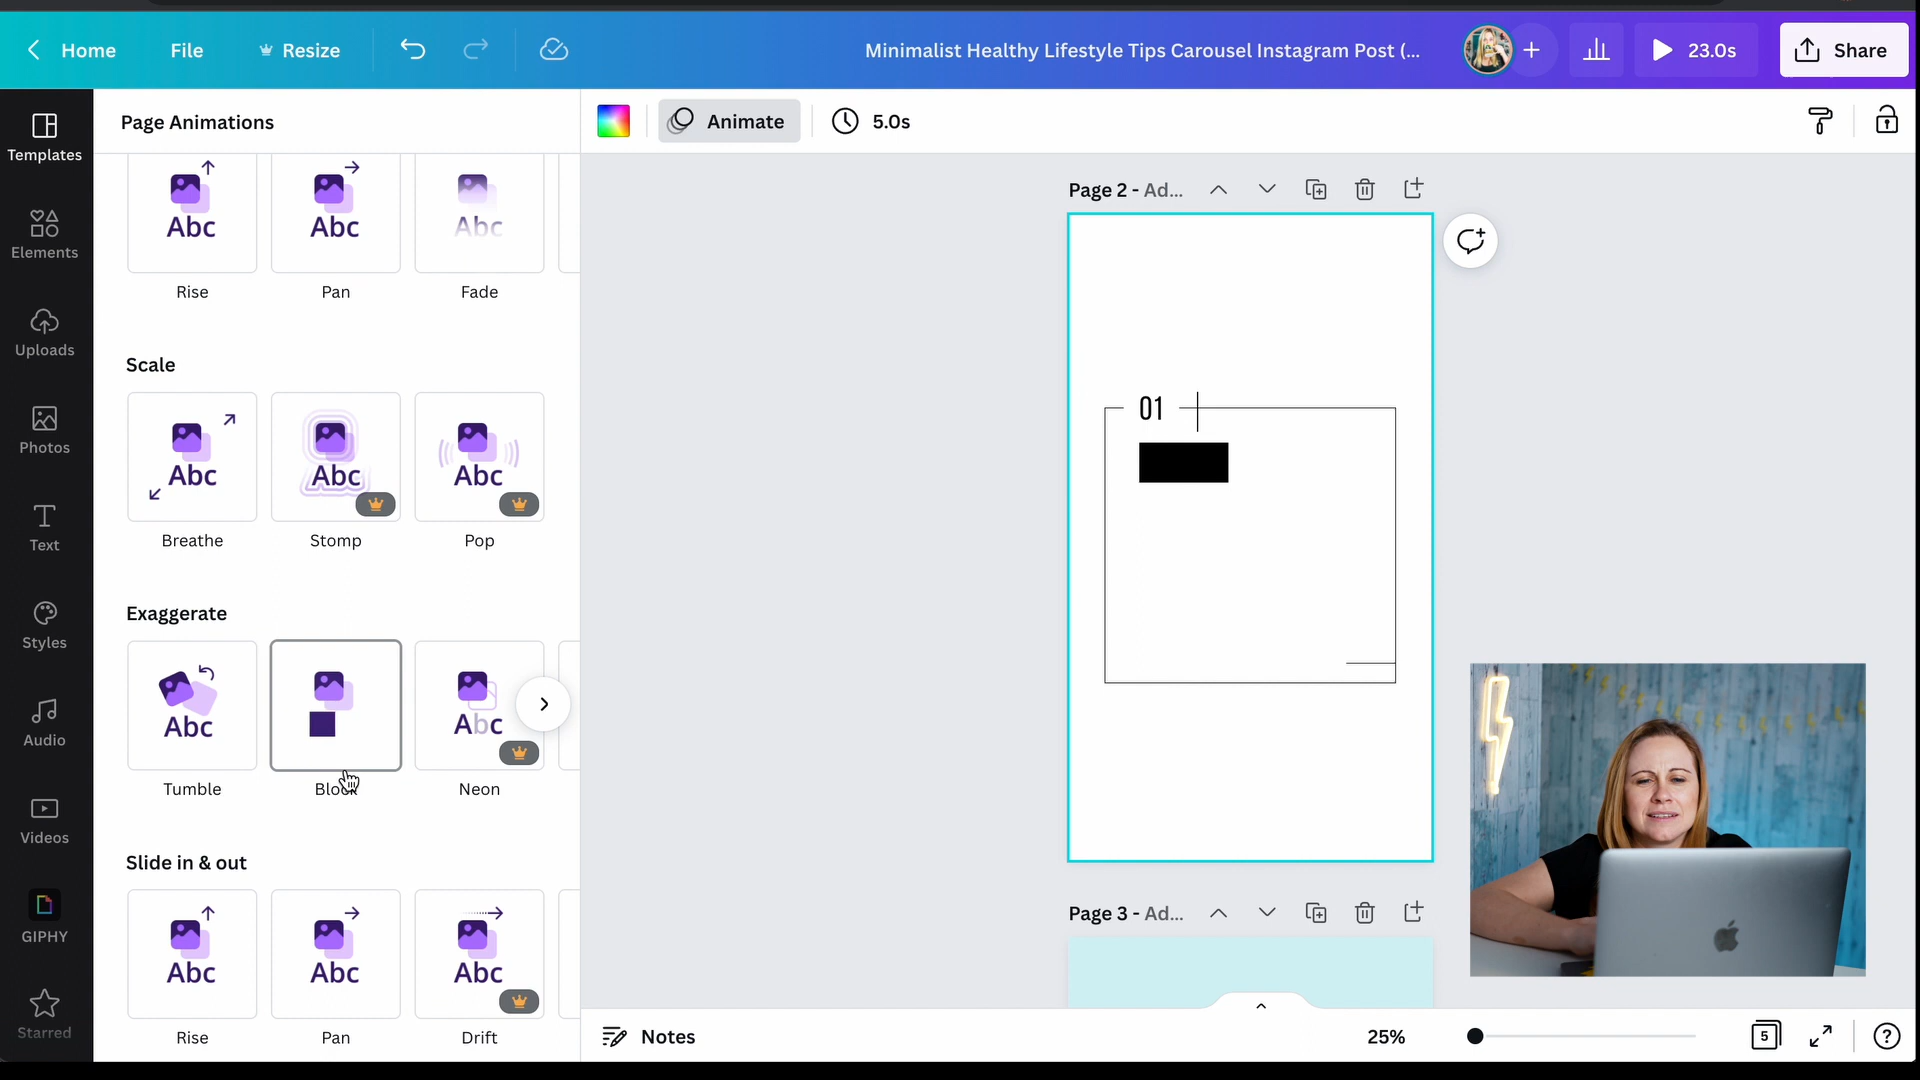 Home
File
Resize
Minimalist Healthy Lifestyle Tips Carousel Instagram Post (...
23.0s
Share
Templates
Elements
Uploads
Photos
Text
Styles
Audio
Videos
GIPHY
Starred
Page Animations
Abc
Abc
Abc
Rise
Pan
Fade
Scale
Abc
Abc
Abc
Breathe
Stomp
Pop
Exaggerate
Abc
Abc
Tumble
Block
Neon
Slide in & out
Abc
Abc
Abc
Rise
Pan
Drift
Animate
5.0s
Page 2 - Ad...
01
Page 3 - Ad...
Notes
25%
5
?